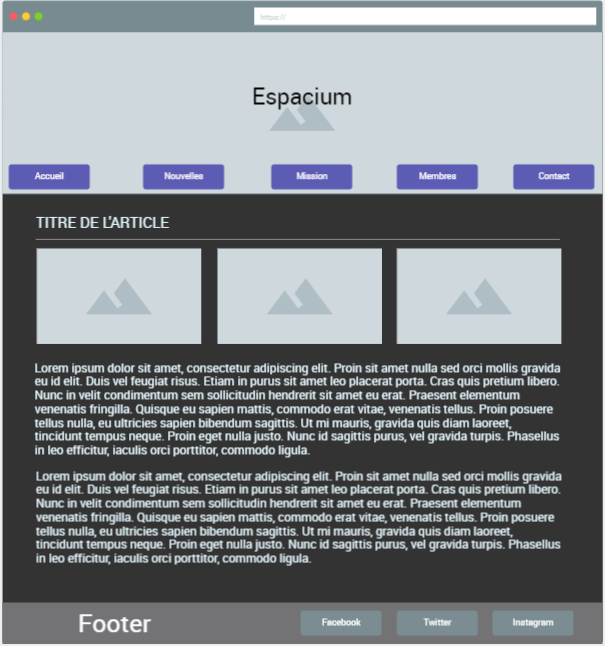 https://
Espacium
Accueil
Nouvelles
Mission
Membres
Contact
TITRE DE L'ARTICLE
Lorem ipsum dolor sit amet, consectetur adipiscing elit. Proin sit amet nulla sed orci mollis gravida
eu id elit. Duis vel feugiat risus. Etiam in purus sit amet leo placerat porta. Cras quis pretium libero.
Nunc in velit condimentum sem sollicitudin hendrerit sit amet eu erat. Praesent elementum
venenatis fringilla. Quisque eu sapien mattis, commodo erat vitae, venenatis tellus. Proin posuere
tellus nulla, eu ultricies sapien bibendum sagittis. Ut mi mauris, gravida quis diam laoreet,
tincidunt tempus neque. Proin eget nulla justo. Nunc id sagittis purus, vel gravida turpis. Phasellus
in leo efficitur, iaculis orci porttitor, commodo ligula.
Lorem ipsum dolor sit amet, consectetur adipiscing elit. Proin sit amet nulla sed orci mollis gravida
eu id elit. Duis vel feugiat risus. Etiam in purus sit amet leo placerat porta. Cras quis pretium libero.
Nunc in velit condimentum sem sollicitudin hendrerit sit amet eu erat. Praesent elementum
venenatis fringilla. Quisque eu sapien mattis, commodo erat vitae, venenatis tellus. Proin posuere
tellus nulla, eu ultricies sapien bibendum sagittis. Ut mi mauris, gravida quis diam laoreet,
tincidunt tempus neque. Proin eget nulla justo. Nunc id sagittis purus, vel gravida turpis. Phasellus
in leo efficitur, iaculis orci porttitor, commodo ligula.
Footer
Facebook
Twitter
Instagram